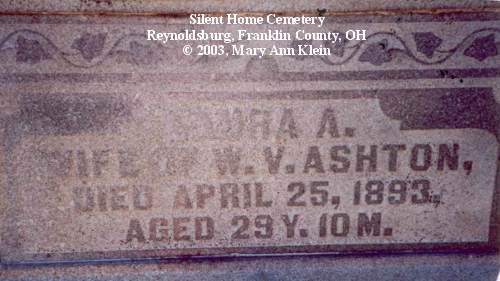 Silent Home Cemetery
Reynoldsburg, Franklin County, OH
© 2003, Mary Ann Klein
A.
WIFE OF W. V. ASHTON,
DIED APRIL 25, 1893.
AGED 29 Y. 10 M.